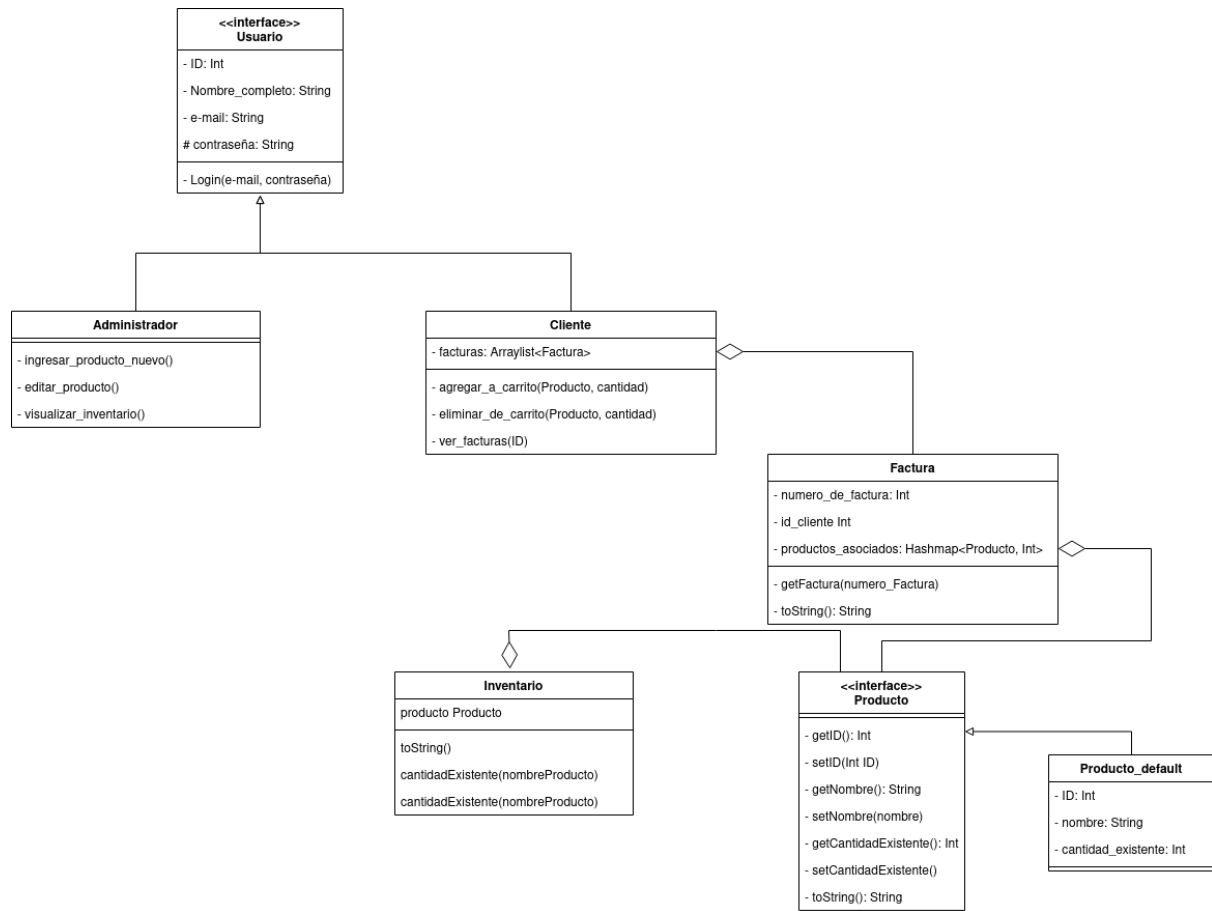 <<interface>>
Usuario
- ID: Int
- Nombre_completo: String
- e-mail: String
# contraseña: String
- Login(e-mail, contraseña)
Administrador
- ingresar_producto_nuevo()
- editar_producto()
- visualizar_inventario()
Cliente
- facturas: Arraylist<Factura>
- agregar_a_carrito(Producto, cantidad)
- eliminar_de_carrito(Producto, cantidad)
- ver_facturas(ID)
Factura
- numero_de_factura: Int
- id_cliente Int
- productos_asociados: Hashmap<Producto, Int>
- getFactura(numero_Factura)
- toString(): String
Inventario
producto Producto
toString()
cantidadExistente(nombreProducto)
cantidadExistente(nombreProducto)
<<interface>>
Producto
- getID(): Int
- setID(Int ID)
- getNombre(): String
- setNombre(nombre)
- getCantidadExistente(): Int
- setCantidadExistente()
- toString(): String
Producto_default
- ID: Int
- nombre: String
- cantidad_existente: Int